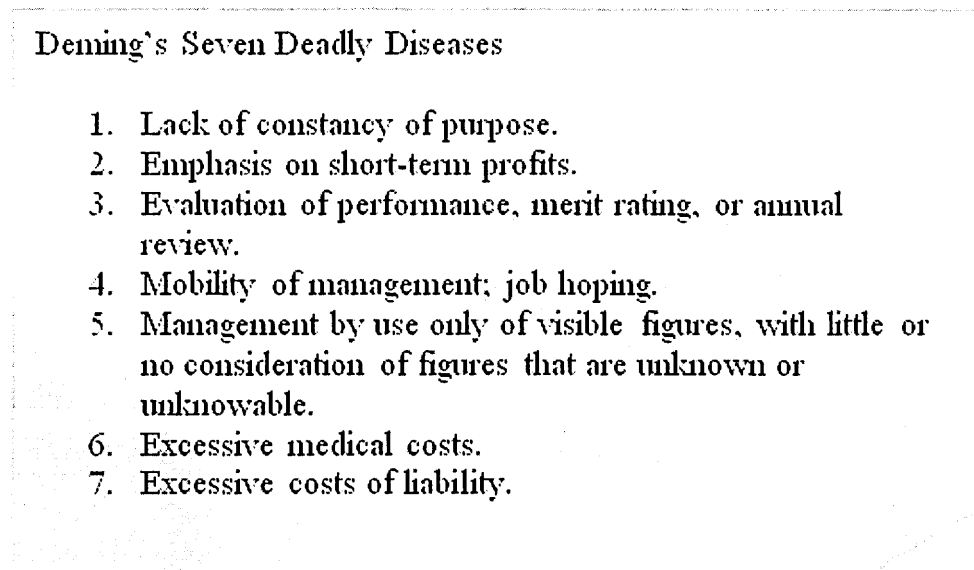 Deming's Seven Deadly Diseases
1. Lack of constancy of purpose.
2. Emphasis on short-term profits.
3. Evaluation of performance, merit rating, or annual
review.
4. Mobility of management; job hoping.
5. Management by use only of visible figures, with little or
no consideration of figures that are unknown or
unknowable.
6. Excessive medical costs.
7. Excessive costs of liability.